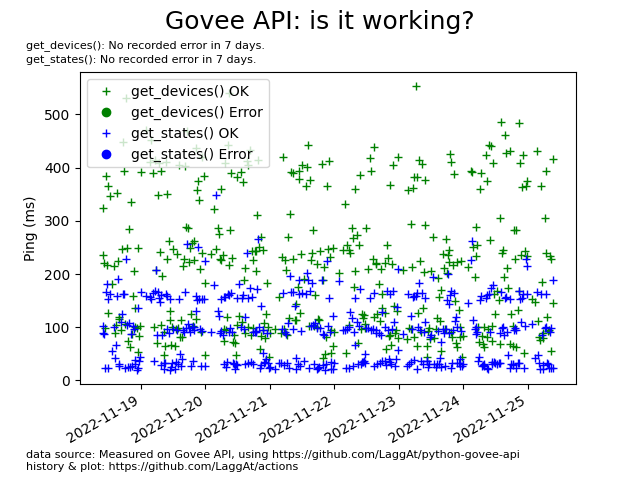 Govee API: is it working?
get_devices(): No recorded error in 7 days.
get_states(): No recorded error in 7 days.
get_devices() OK
get_devices() Error
get_states() OK
get_states() Error
Ping (ms)
500
400
300
200
100
0
2022-11-19
2022-11-20
2022-11-21
2022-11-22
2022-11-23
2022-11-24
2022-11-25
data source: Measured on Govee API, using https://github.com/LaggAt/python-govee-api
history & plot: https://github.com/LaggAt/actions